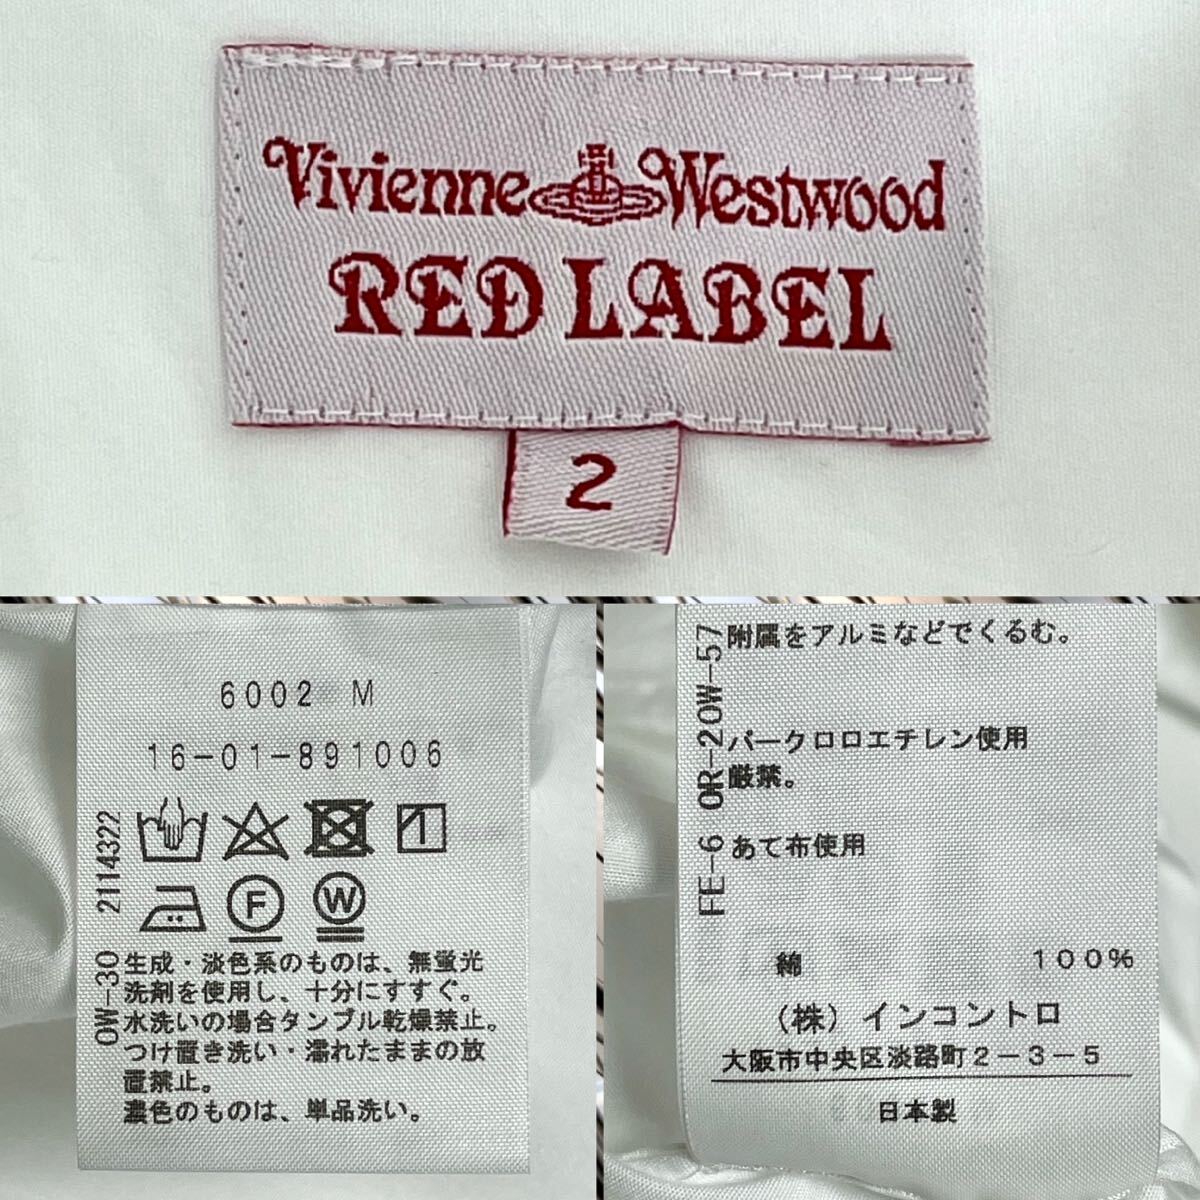 Vivienne Westwood
RED LABEL
2
6002 M
16-01-891006
F W
OW-30 2114322
生成・淡色系のものは、無蛍光
洗剤を使用し、十分にすすぐ。
水洗いの場合タンブル乾燥禁止。
つけ置き洗い・濡れたままの放
置禁止。
濃色のものは、単品洗い。
FE-6 OR-20W-57
附属をアルミなどでくるむ。
パークロロエチレン使用
厳禁。
あて布使用
綿 100%
(株)インコントロ
大阪市中央区淡路町2-3-5
日本製